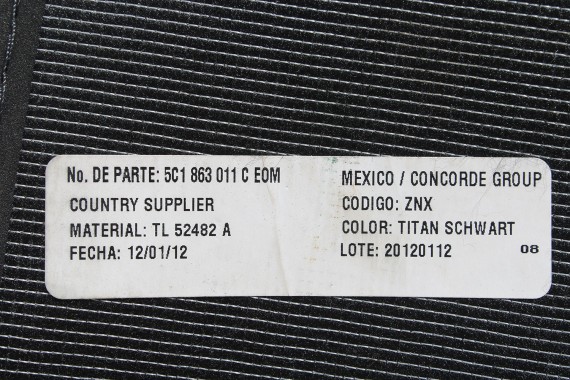 No. DE PARTE: 5C1 863 011 C EOM
MEXICO / CONCORDE GROUP
COUNTRY SUPPLIER
CODIGO: ZNX
MATERIAL: TL 52482 A
COLOR: TITAN SCHWART
FECHA: 12/01/12
LOTE: 20120112 08